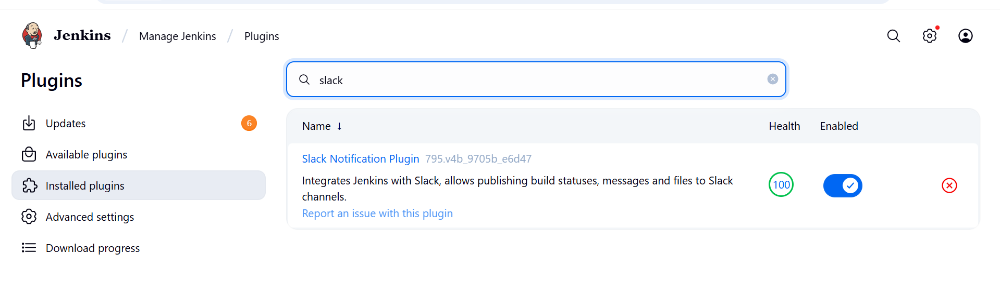 Jenkins / Manage Jenkins / Plugins
Plugins
Updates 6
Available plugins
Installed plugins
Advanced settings
Download progress
slack
Name ↓ Health Enabled
Slack Notification Plugin 795.v4b_9705b_e6d47
Integrates Jenkins with Slack, allows publishing build statuses, messages and files to Slack
channels.
Report an issue with this plugin
100